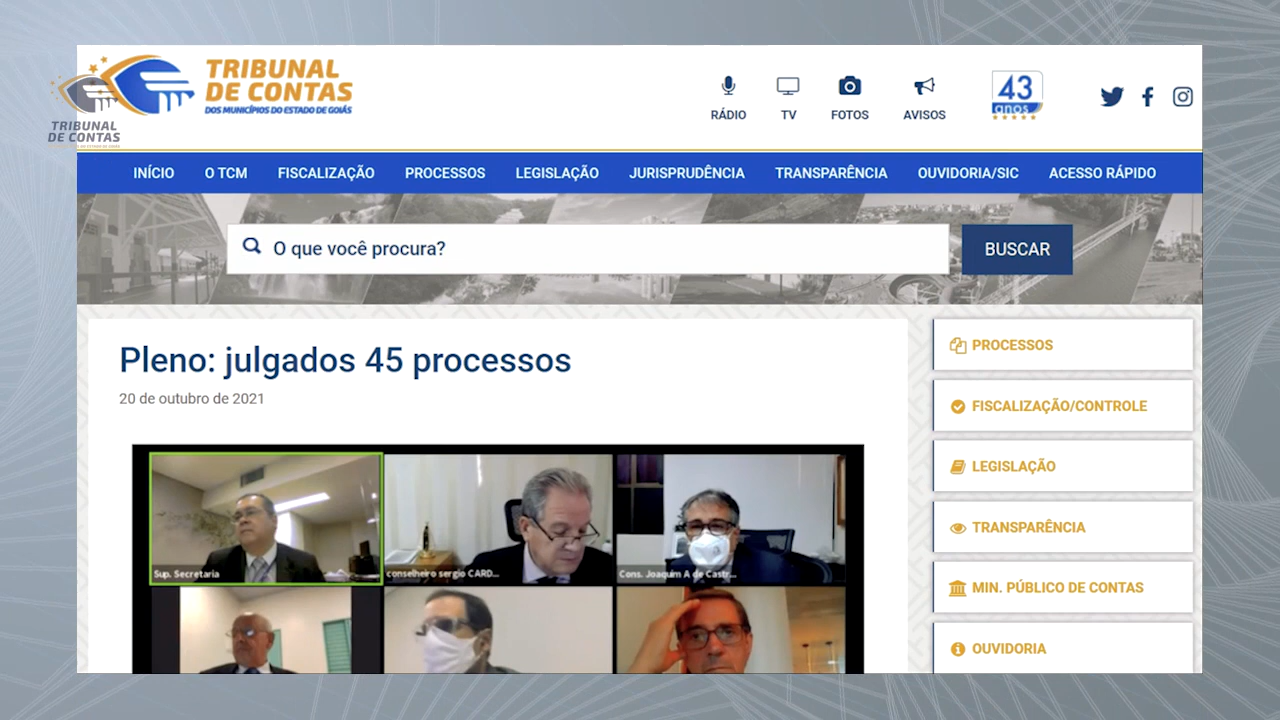 TRIBUNAL
DE CONTAS
DOS MUNICÍPIOS DO ESTADO DE GOIÁS
TRIBUNAL
DE CONTAS
RÁDIO
TV
FOTOS
AVISOS
43
anos
INÍCIO
O TCM
FISCALIZAÇÃO
PROCESSOS
LEGISLAÇÃO
JURISPRUDÊNCIA
TRANSPARÊNCIA
OUVIDORIA/SIC
ACESSO RÁPIDO
O que você procura?
BUSCAR
Pleno: julgados 45 processos
20 de outubro de 2021
Sup. Secretaria
conselheiro sergio CARD...
Cons. Joaquim A de Castr...
PROCESSOS
FISCALIZAÇÃO/CONTROLE
LEGISLAÇÃO
TRANSPARÊNCIA
MIN. PÚBLICO DE CONTAS
OUVIDORIA